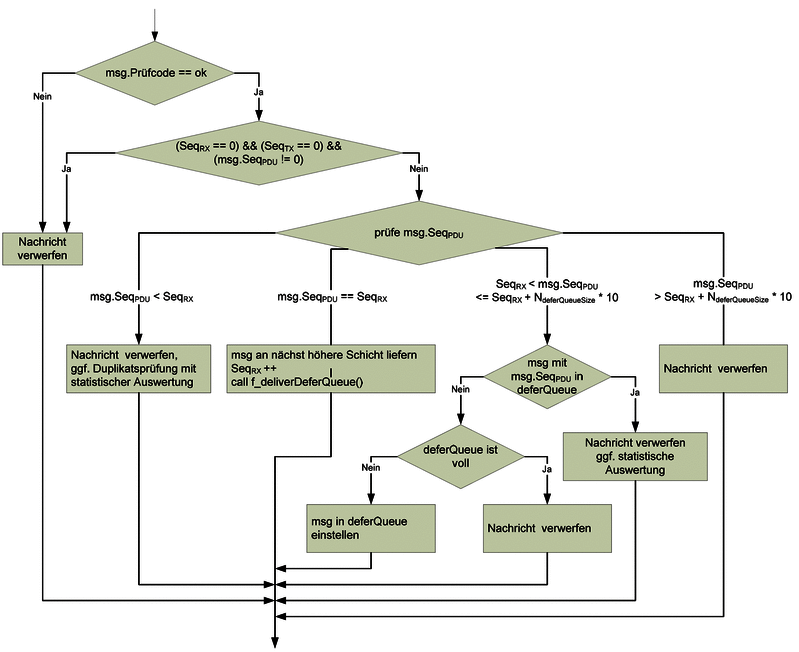 msg.Prüfcode == ok
Nein
Ja
(SeqRX == 0) && (SeqTX == 0) &&
(msg.SeqPDU != 0)
Ja
Nein
Nachricht
verwerfen
prüfe msg.SeqPDU
msg.SeqPDU < SeqRX
msg.SeqPDU == SeqRX
SeqRX < msg.SeqPDU
<= SeqRX + NdeferQueueSize * 10
msg.SeqPDU
> SeqRX + NdeferQueueSize * 10
Nachricht verwerfen,
ggf. Duplikatsprüfung mit
statistischer Auswertung
msg an nächst höhere Schicht liefern
SeqRX ++
call f_deliverDeferQueue()
msg mit
msg.SeqPDU in
deferQueue
Nachricht verwerfen
Nein
Ja
deferQueue ist
voll
Nachricht verwerfen
ggf. statistische
Auswertung
Nein
Ja
msg in deferQueue
einstellen
Nachricht verwerfen